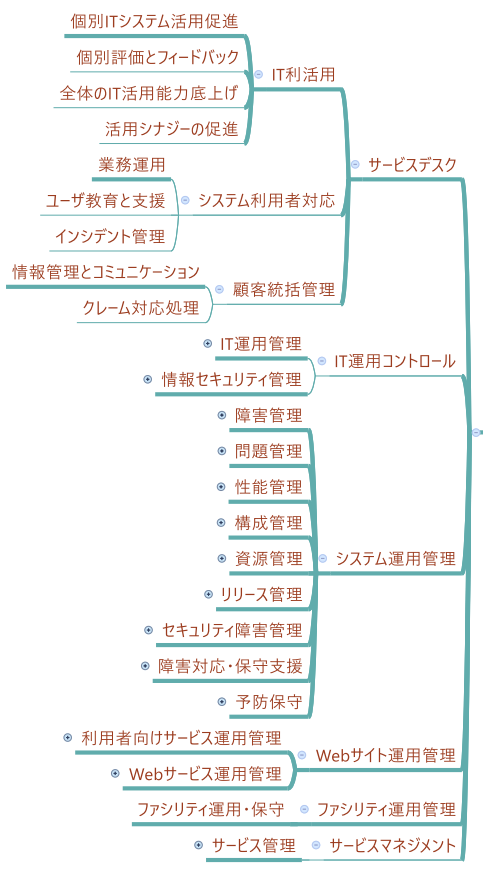 個別ITシステム活用促進
個別評価とフィードバック
IT利活用
全体のIT活用能力底上げ
活用シナジーの促進
業務運用
サービスデスク
ユーザ教育と支援
システム利用者対応
インシデント管理
情報管理とコミュニケーション
顧客統括管理
クレーム対応処理
IT運用管理
IT運用コントロール
情報セキュリティ管理
障害管理
問題管理
性能管理
構成管理
資源管理
システム運用管理
リリース管理
セキュリティ障害管理
障害対応・保守支援
予防保守
利用者向けサービス運用管理
Webサイト運用管理
Webサービス運用管理
ファシリティ運用・保守
ファシリティ運用管理
サービス管理
サービスマネジメント